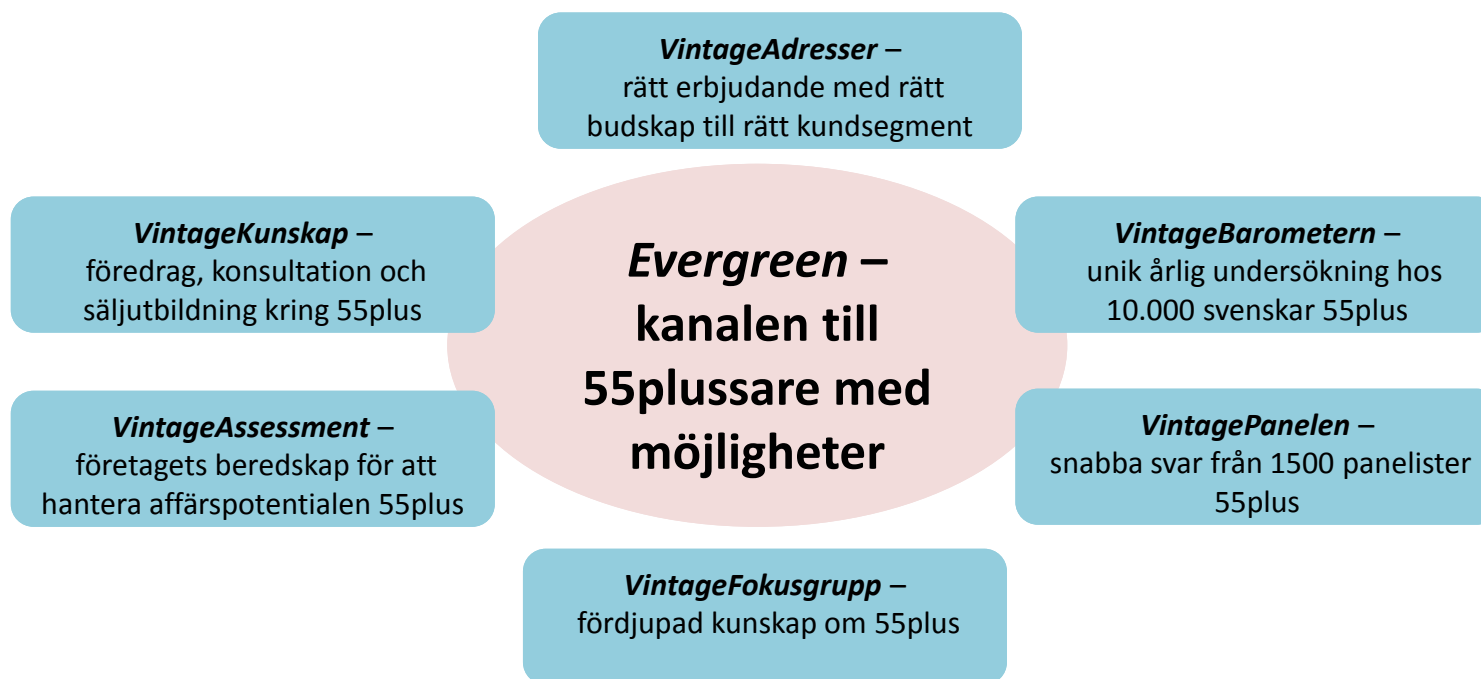 VintageAdresser –
rätt erbjudande med rätt
budskap till rätt kundsegment
VintageKunskap –
föredrag, konsultation och
säljutbildning kring 55plus
Evergreen –
kanalen till
55plussare med
möjligheter
VintageBarometern –
unik årlig undersökning hos
10.000 svenskar 55plus
VintageAssessment –
företagets beredskap för att
hantera affärspotentialen 55plus
VintagePanelen –
snabba svar från 1500 panelister
55plus
VintageFokusgrupp –
fördjupad kunskap om 55plus